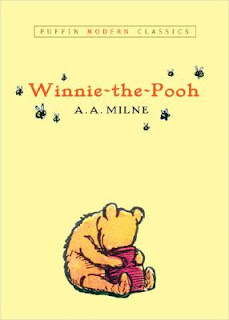 PUFFIN MODERN CLASSICS
Winnie-the-Pooh
A.A. MILNE